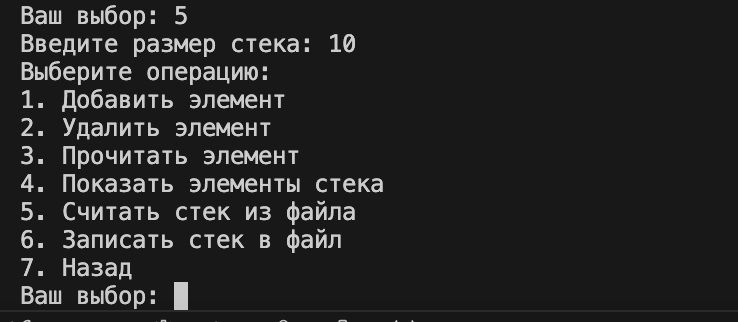 Ваш выбор: 5
Введите размер стека: 10
Выберите операцию:
1. Добавить элемент
2. Удалить элемент
3. Прочитать элемент
4. Показать элементы стека
5. Считать стек из файла
6. Записать стек в файл
7. Назад
Ваш выбор: